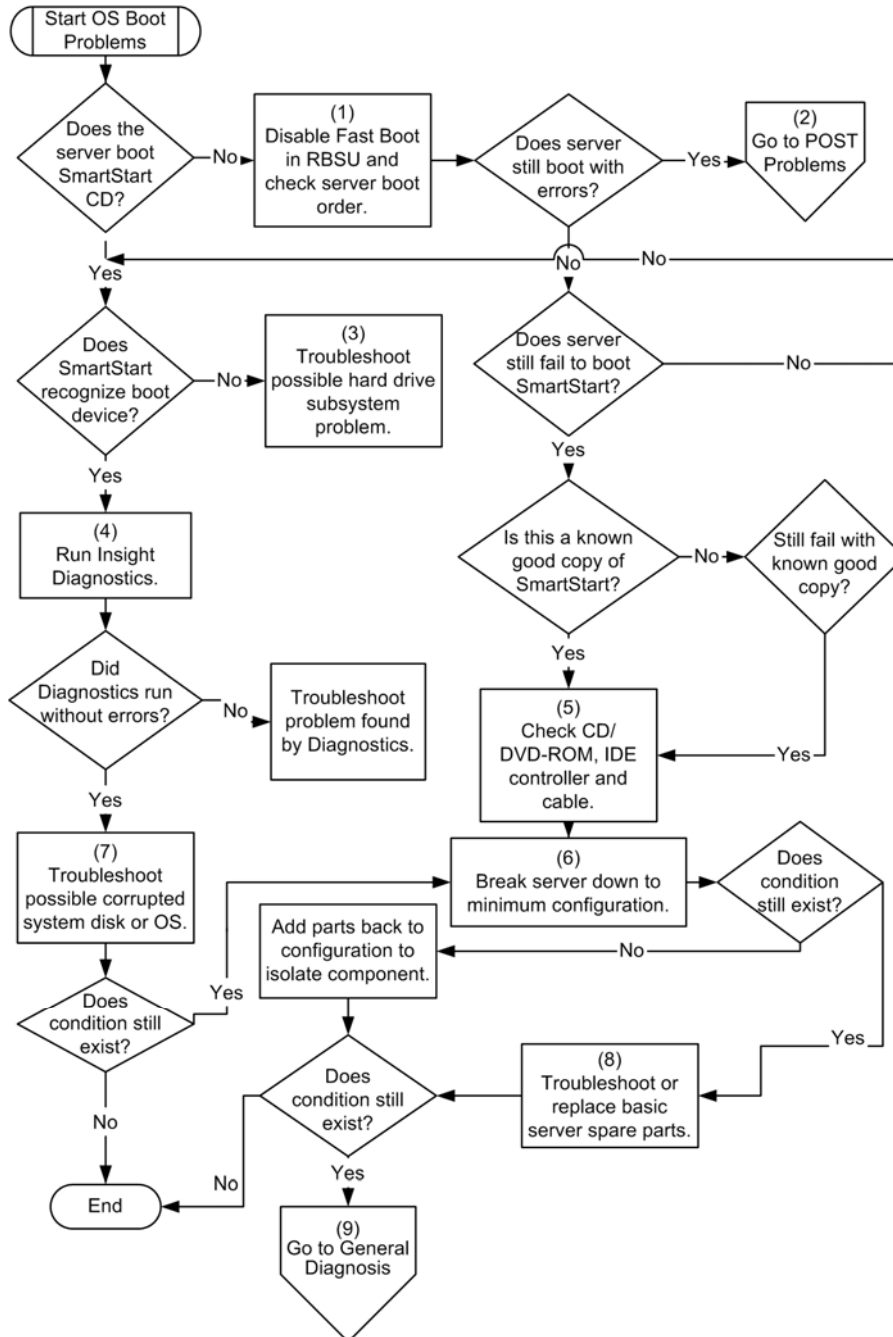 Start OS Boot
Problems
Does the
server boot
SmartStart
CD?
No
(1)
Disable Fast Boot
in RBSU and
check server boot
order.
Does server
still boot with
errors?
Yes
(2)
Go to POST
Problems
Yes
No
No
Does
SmartStart
recognize boot
device?
No
(3)
Troubleshoot
possible hard drive
subsystem
problem.
Does server
still fail to boot
SmartStart?
No
Yes
Yes
(4)
Run Insight
Diagnostics.
Is this a known
good copy of
SmartStart?
No
Still fail with
known good
copy?
Did
Diagnostics run
without errors?
No
Troubleshoot
problem found
by Diagnostics.
Yes
(5)
Check CD/
DVD-ROM, IDE
controller and
cable.
Yes
Yes
(7)
Troubleshoot
possible corrupted
system disk or OS.
(6)
Break server down to
minimum configuration.
Does
condition
still exist?
Add parts back to
configuration to
isolate component.
No
Yes
Does
condition still
exist?
Yes
Does
condition still
exist?
(8)
Troubleshoot or
replace basic
server spare parts.
No
No
Yes
End
(9)
Go to General
Diagnosis